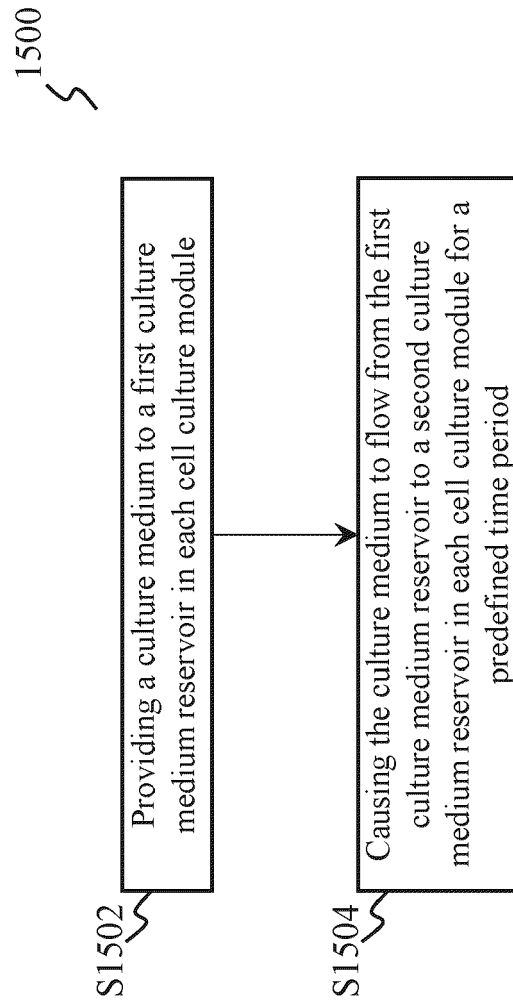 1500
S1502
Providing a culture medium to a first culture
medium reservoir in each cell culture module
S1504
Causing the culture medium to flow from the first
culture medium reservoir to a second culture
medium reservoir in each cell culture module for a
predefined time period